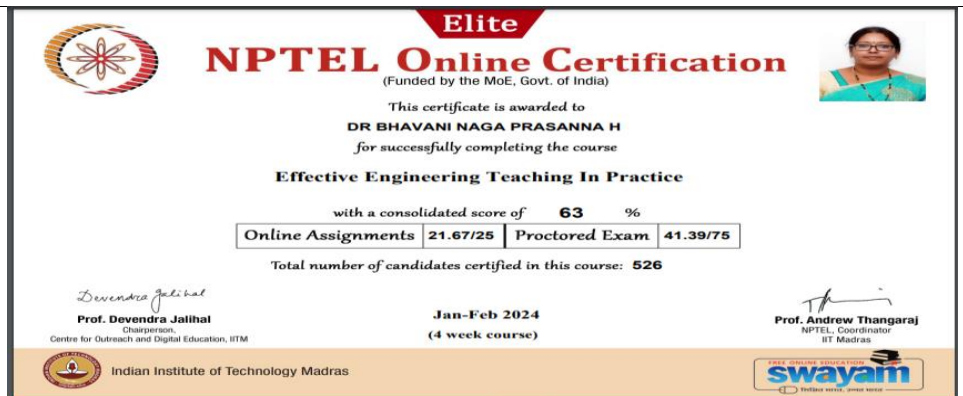 Elite
NPTEL Online Certification
(Funded by the MoE, Govt. of India)
This certificate is awarded to
DR BHAVANI NAGA PRASANNA H
for successfully completing the course
Effective Engineering Teaching In Practice
with a consolidated score of 63 %
Online Assignments 21.67/25 Proctored Exam 41.39/75
Total number of candidates certified in this course: 526
Devendra Jalihal
Prof. Devendra Jalihal
Chairperson,
Centre for Outreach and Digital Education, IITM
Jan-Feb 2024
(4 week course)
Prof. Andrew Thangaraj
NPTEL, Coordinator
IIT Madras
Indian Institute of Technology Madras
FREE ONLINE EDUCATION
swayam